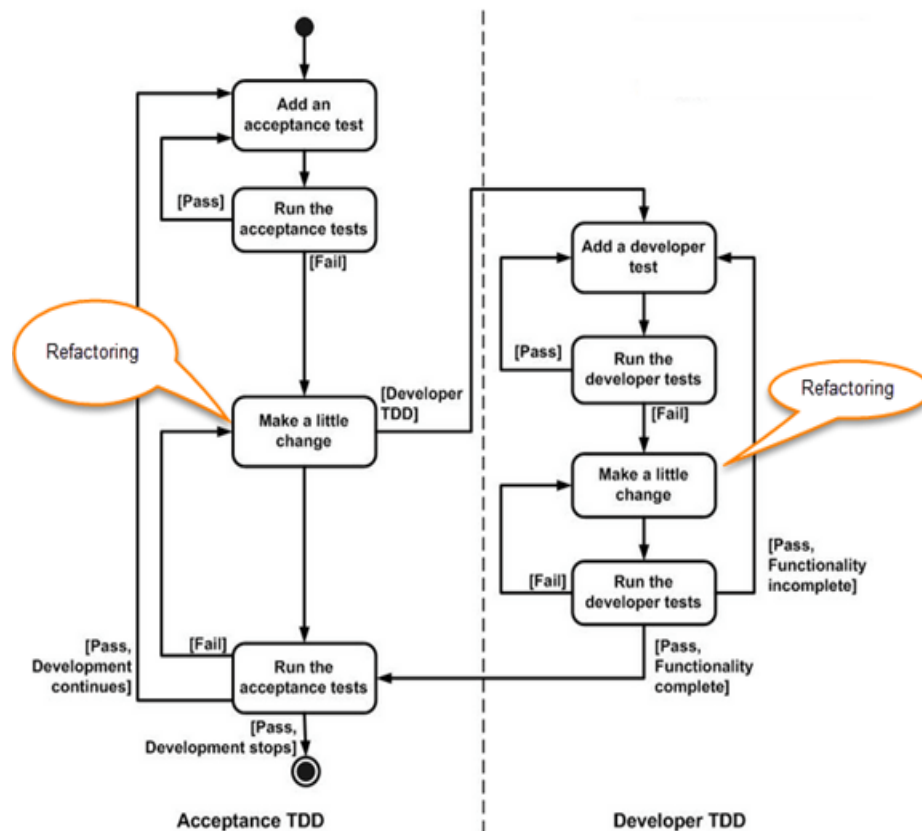 Add an
acceptance test
[Pass]
Run the
acceptance tests
[Fail]
Refactoring
Make a little
change
[Developer
TDD]
[Fail]
[Pass,
Development
continues]
Run the
acceptance tests
[Pass,
Development stops]
Acceptance TDD
Add a developer
test
[Pass]
Run the
developer tests
[Fail]
Refactoring
Make a little
change
[Fail]
Run the
developer tests
[Pass,
Functionality
incomplete]
[Pass,
Functionality
complete]
Developer TDD